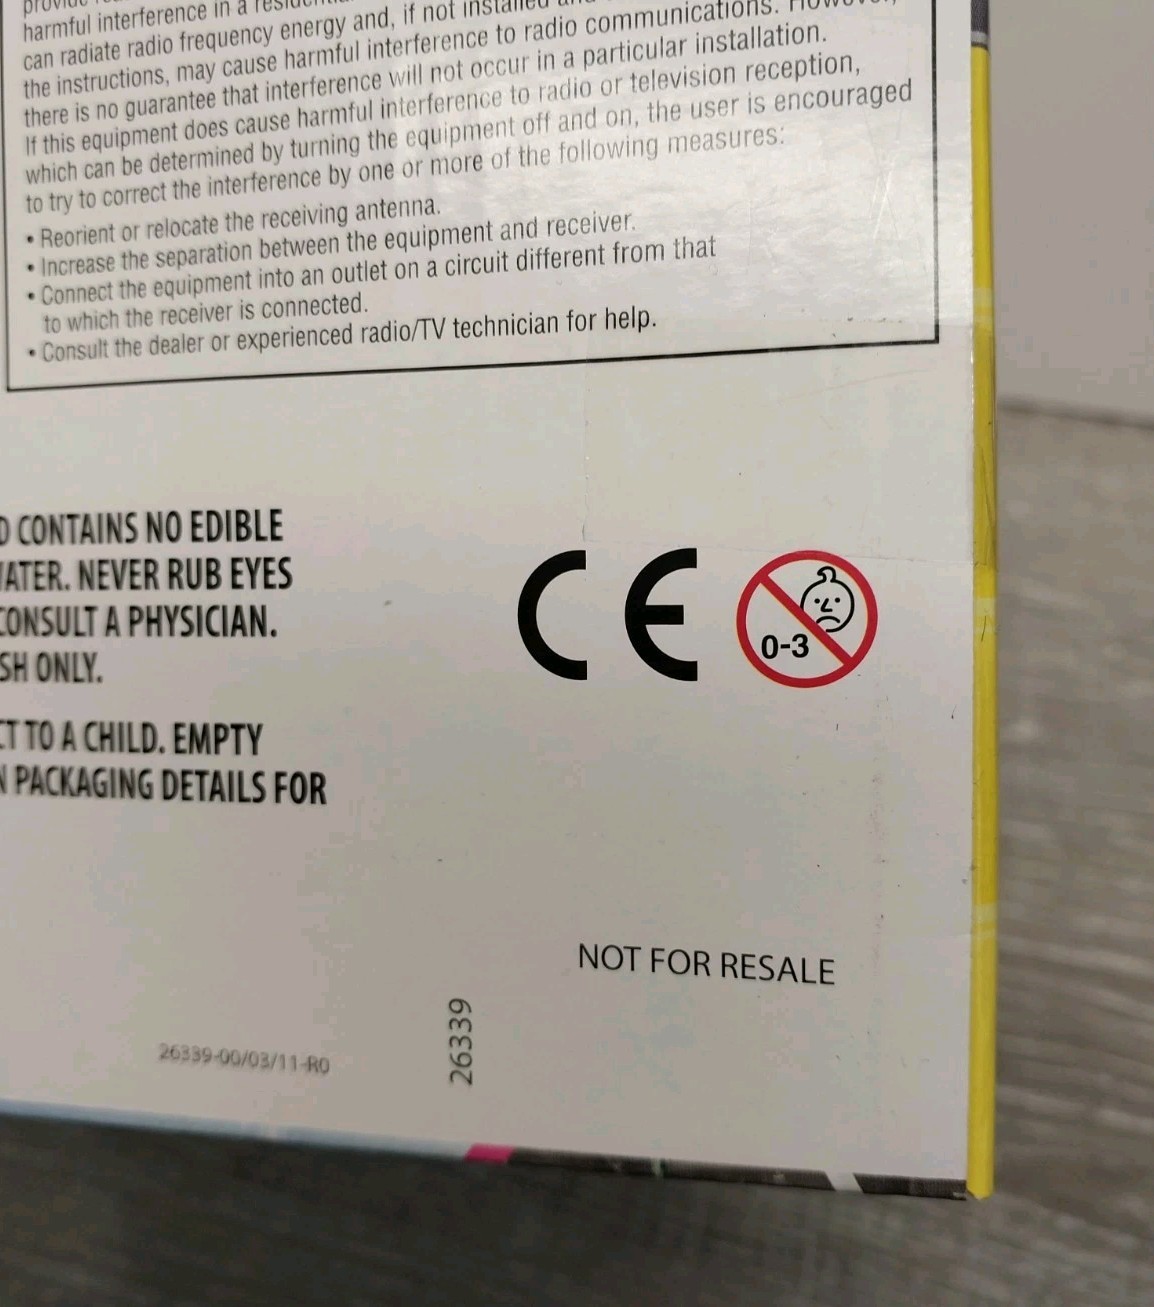 harmful interference in a
can radiate radio frequency energy and, if not installed
the instructions, may cause harmful interference to radio communications. However,
there is no guarantee that interference will not occur in a particular installation.
If this equipment does cause harmful interference to radio or television reception,
which can be determined by turning the equipment off and on, the user is encouraged
to try to correct the interference by one or more of the following measures:
• Reorient or relocate the receiving antenna.
• Increase the separation between the equipment and receiver.
• Connect the equipment into an outlet on a circuit different from that
to which the receiver is connected.
• Consult the dealer or experienced radio/TV technician for help.
CONTAINS NO EDIBLE
ATER. NEVER RUB EYES
CONSULT A PHYSICIAN.
SH ONLY.
CT TO A CHILD. EMPTY
N PACKAGING DETAILS FOR
CE
0-3
NOT FOR RESALE
26339
26339-00/03/11-R0